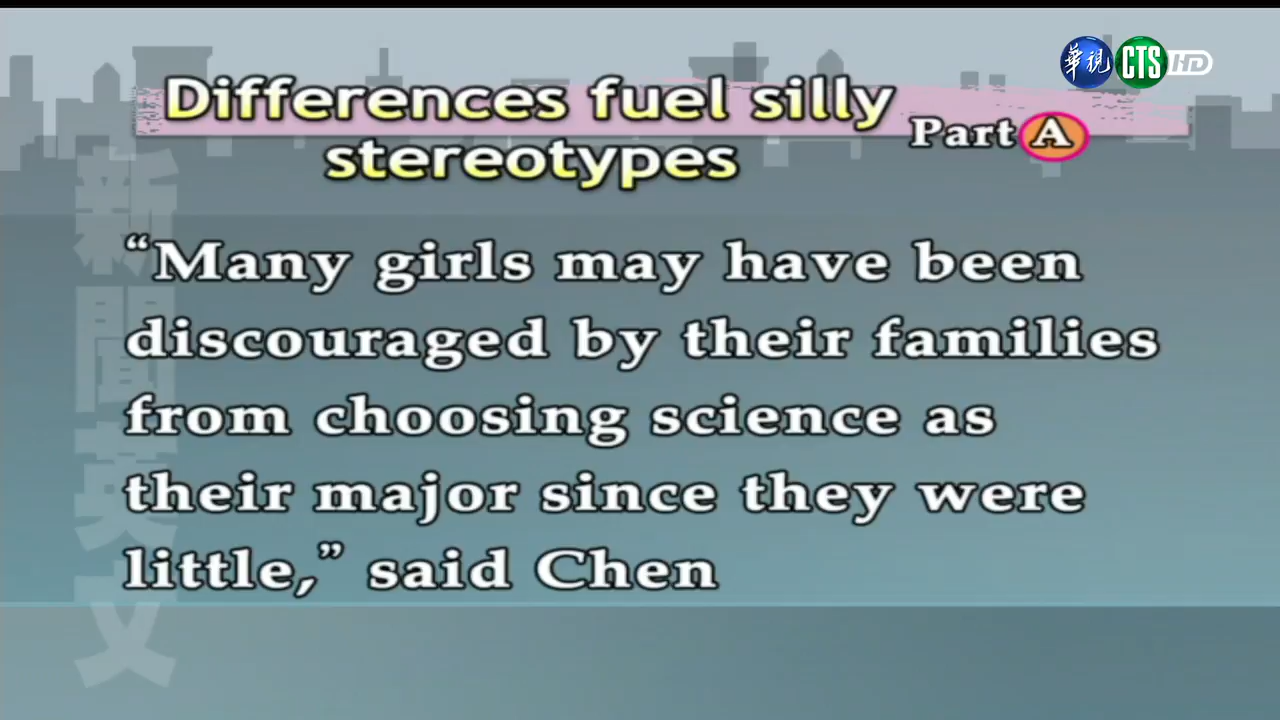 華視 CTS HD
Differences fuel silly
stereotypes
Part A
“Many girls may have been
discouraged by their families
from choosing science as
their major since they were
little,” said Chen
新聞英文